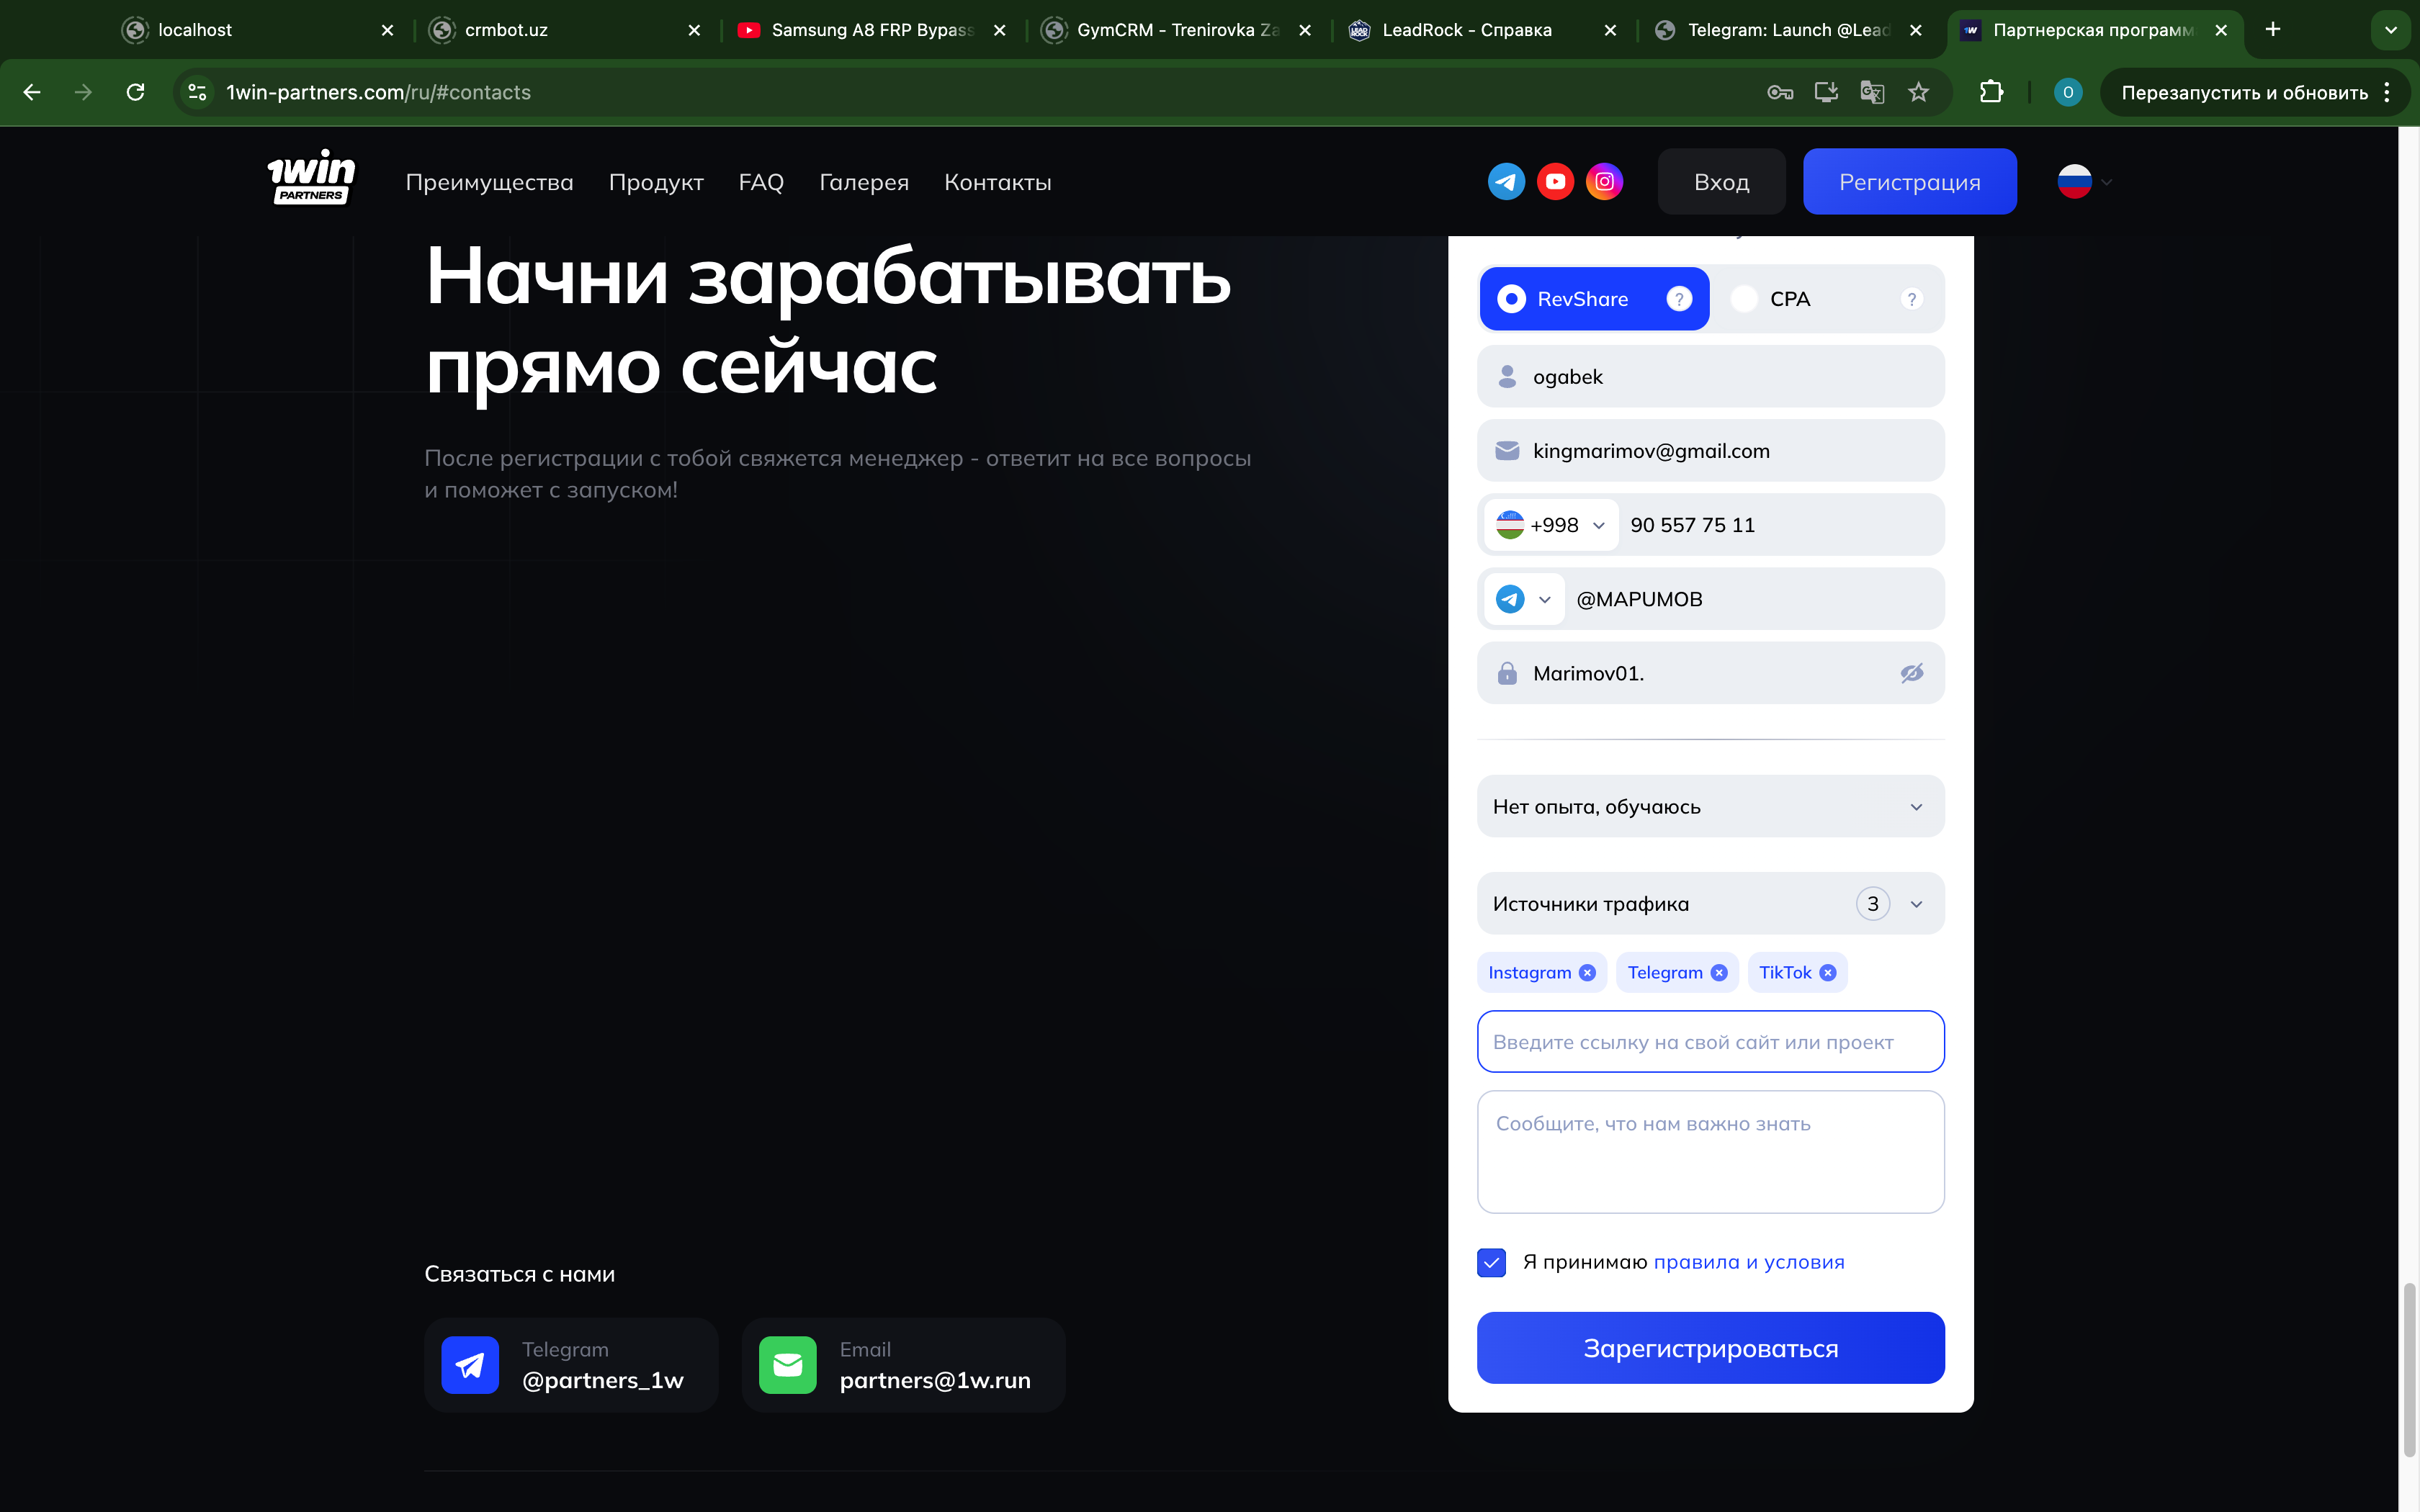 localhost
crmbot.uz
Samsung A8 FRP Bypass
GymCRM - Trenirovka Za
LeadRock - Справка
Telegram: Launch @Lead
Партнерская программ
1win-partners.com/ru/#contacts
O
Перезапустить и обновить
1win
PARTNERS
Преимущества
Продукт
FAQ
Галерея
Контакты
Вход
Регистрация
Начни зарабатывать
прямо сейчас
После регистрации с тобой свяжется менеджер - ответит на все вопросы
и поможет с запуском!
RevShare ?
CPA ?
ogabek
kingmarimov@gmail.com
+998 90 557 75 11
@MAPUMOB
Marimov01.
Нет опыта, обучаюсь
Источники трафика 3
Instagram
Telegram
TikTok
Введите ссылку на свой сайт или проект
Сообщите, что нам важно знать
Я принимаю правила и условия
Зарегистрироваться
Связаться с нами
Telegram
@partners_1w
Email
partners@1w.run